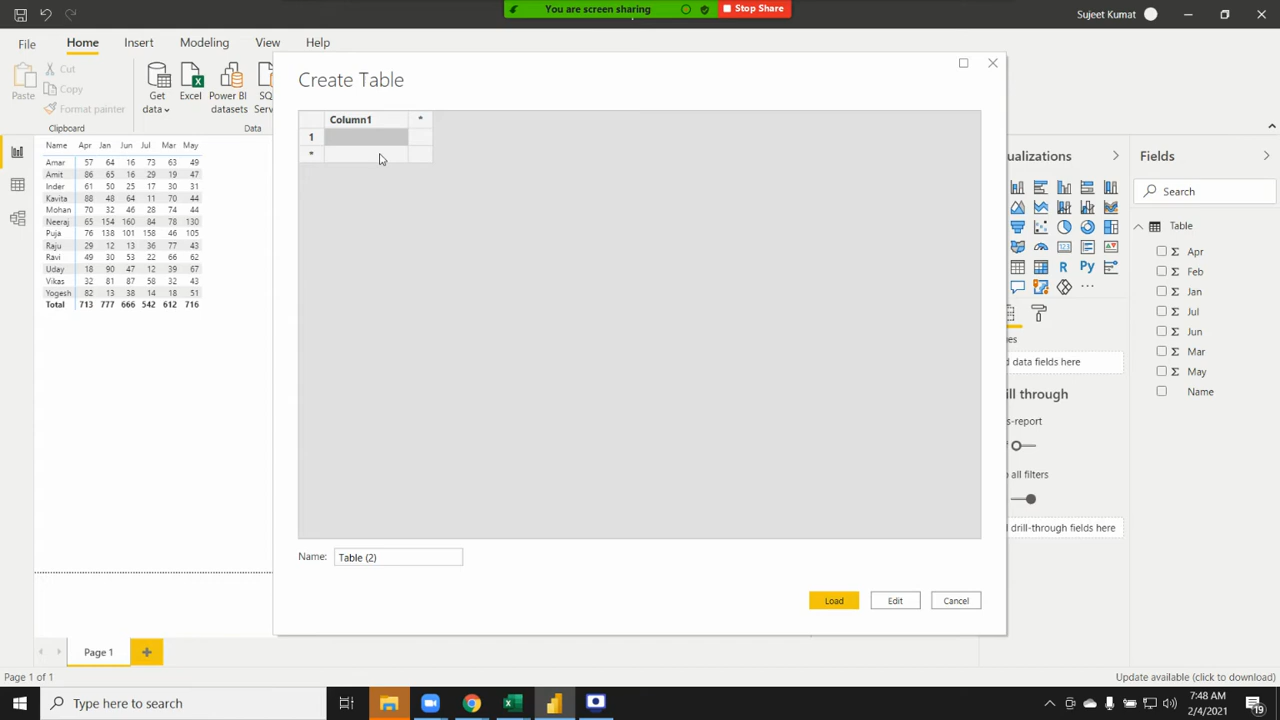 You are screen sharing
Stop Share
Sujeet Kumat
File
Home
Insert
Modeling
View
Help
Paste
Cut
Copy
Format painter
Clipboard
Get data
Excel
Power BI datasets
SQ
Serv
Data
Create Table
Column1 *
1
*
Name: Table (2)
Load
Edit
Cancel
Name Apr Jan Jun Jul Mar May
Amar 57 64 16 73 63 49
Amit 86 65 16 29 19 47
Inder 61 50 25 17 30 31
Kavita 88 48 64 11 70 44
Mohan 70 32 46 28 74 44
Neeraj 65 154 160 84 78 130
Puja 76 138 101 158 46 105
Raju 29 12 13 36 77 43
Ravi 49 30 53 22 66 67
Uday 18 90 47 12 39 67
Vikas 32 81 87 58 32 43
Yogesh 82 13 38 14 18 51
Total 713 777 666 542 612 716
ualizations
Fields
Search
Table
Σ Apr
Σ Feb
Σ Jan
Σ Jul
Σ Jun
Σ Mar
Σ May
Name
R
Py
es
d data fields here
ill through
s-report
all filters
drill-through fields here
Page 1
Page 1 of 1
Update available (click to download)
Type here to search
7:48 AM
2/4/2021
19